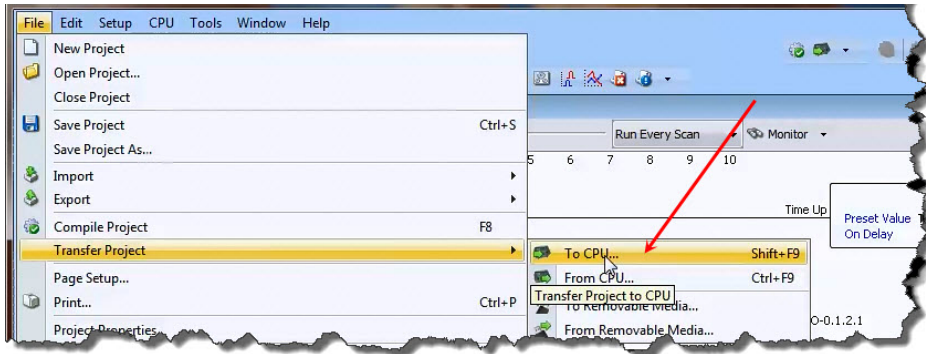 File Edit Setup CPU Tools Window Help
New Project
Open Project...
Close Project
Save Project Ctrl+S
Save Project As...
Run Every Scan Monitor
5 6 7 8 9 10
Import
Export
Time Up
Preset Value
On Delay
Compile Project F8
Transfer Project
To CPU... Shift+F9
Page Setup...
From CPU... Ctrl+F9
Transfer Project to CPU
Print... Ctrl+P
To Removable Media...
Project Properties...
From Removable Media...
O-0.1.2.1